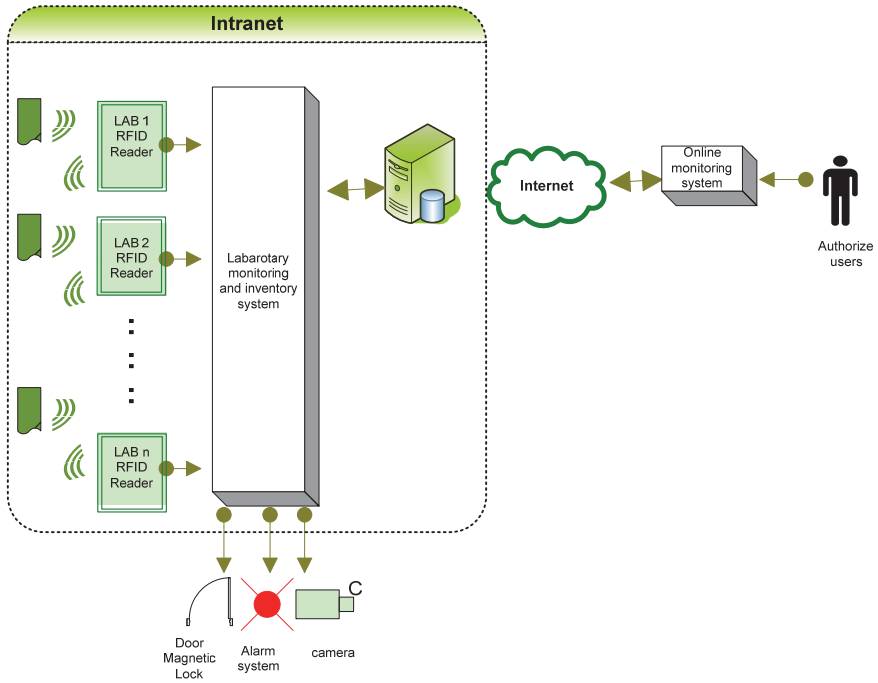 Intranet
LAB 1
RFID
Reader
LAB 2
RFID
Reader
LAB n
RFID
Reader
Labarotary
monitoring
and inventory
system
Internet
Online
monitoring
system
Authorize
users
Door
Magnetic
Lock
Alarm
system
C
camera